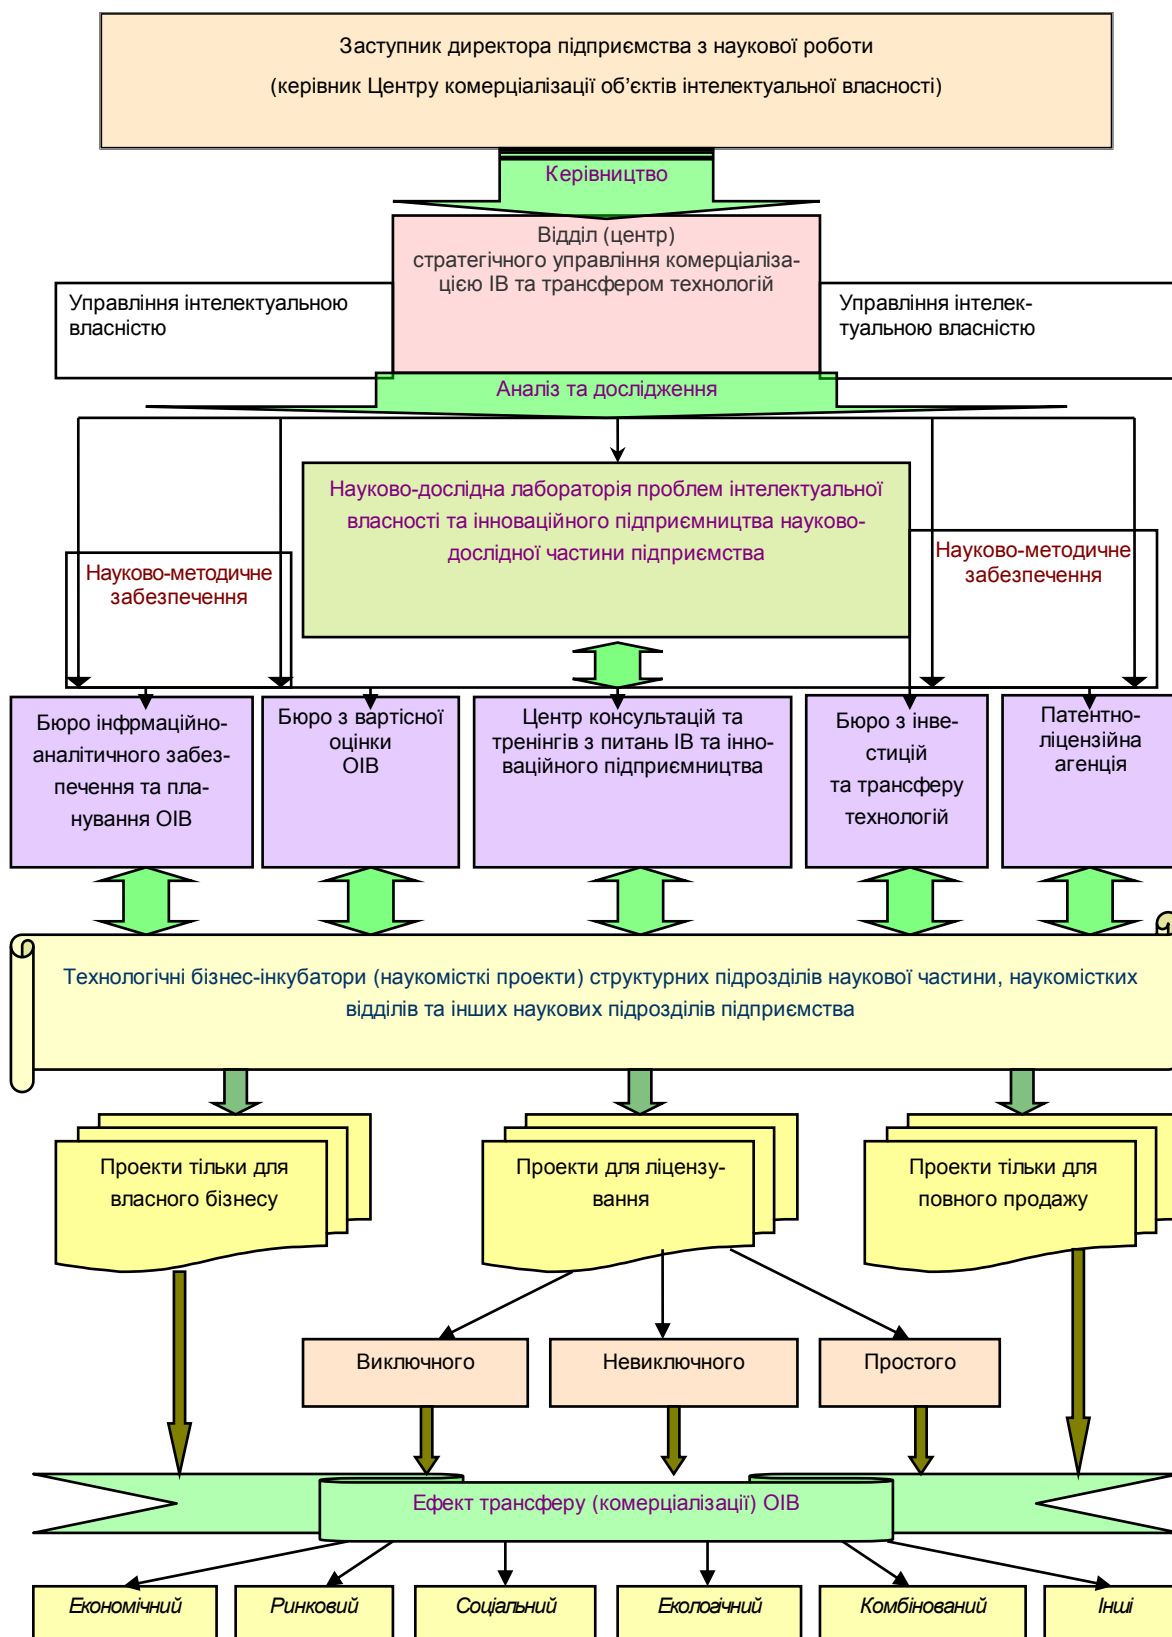 Заступник директора підприємства з наукової роботи
(керівник Центру комерціалізації об’єктів інтелектуальної власності)
Керівництво
Відділ (центр)
стратегічного управління комерціаліза-
цією ІВ та трансфером технологій
Управління інтелектуальною
власністю
Управління інтелек-
туальною власністю
Аналіз та дослідження
Науково-дослідна лабораторія проблем інтелектуальної
власності та інноваційного підприємництва науково-
дослідної частини підприємства
Науково-методичне
забезпечення
Науково-методичне
забезпечення
Бюро інфрмаційно-
аналітичного забез-
печення та пла-
нування ОІВ
Бюро з вартісної
оцінки
ОІВ
Центр консультацій та
тренінгів з питань ІВ та інно-
ваційного підприємництва
Бюро з інве-
стицій
та трансферу
технологій
Патентно-
ліцензійна
агенція
Технологічні бізнес-інкубатори (наукомісткі проекти) структурних підрозділів наукової частини, наукомістких
відділів та інших наукових підрозділів підприємства
Проекти тільки для
власного бізнесу
Проекти для ліцензу-
вання
Проекти тільки для
повного продажу
Виключного
Невиключного
Простого
Ефект трансферу (комерціалізації) ОІВ
Економічний
Ринковий
Соціальний
Екологічний
Комбінований
Інші